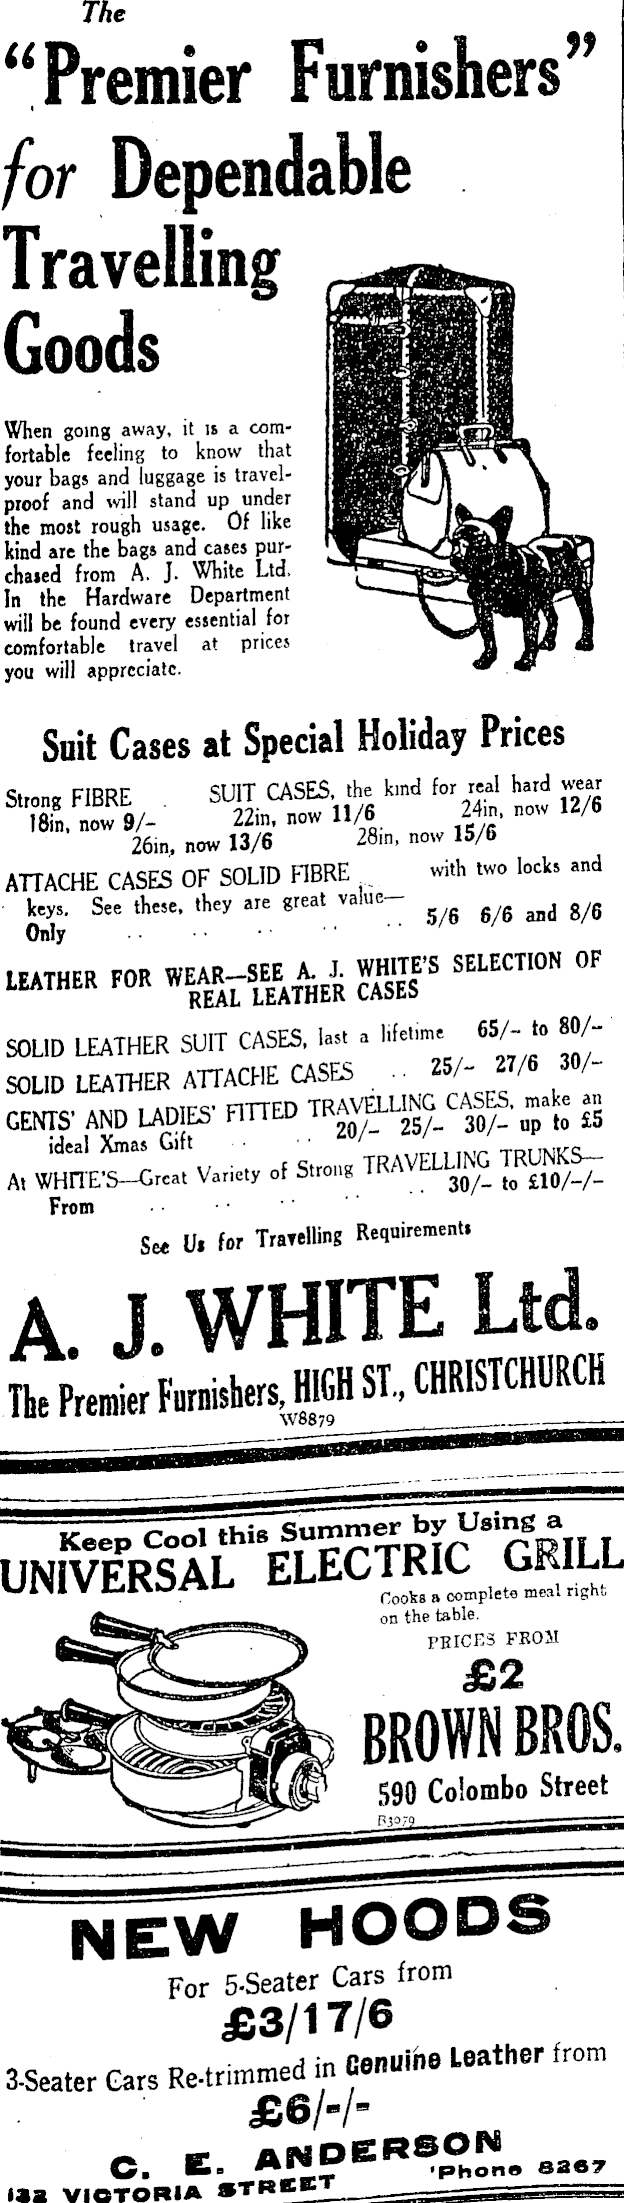 The
“Premier Furnishers”
for Dependable
Travelling
Goods
When going away, it is a com-
fortable feeling to know that
your bags and luggage is travel-
proof and will stand up under
the most rough usage. Of like
kind are the bags and cases pur-
chased from A. J. White Ltd.
In the Hardware Department
will be found every essential for
comfortable travel at prices
you will appreciate.
Suit Cases at Special Holiday Prices
Strong FIBRE SUIT CASES, the kind for real hard wear
18in, now 9/- 22in, now 11/6 24in, now 12/6
26in, now 13/6 28in, now 15/6
ATTACHE CASES OF SOLID FIBRE with two locks and
keys. See these, they are great value—
Only .. .. .. .. .. 5/6 6/6 and 8/6
LEATHER FOR WEAR—SEE A. J. WHITE'S SELECTION OF
REAL LEATHER CASES
SOLID LEATHER SUIT CASES, last a lifetime 65/- to 80/-
SOLID LEATHER ATTACHE CASES .. 25/- 27/6 30/-
GENTS' AND LADIES' FITTED TRAVELLING CASES, make an
ideal Xmas Gift .. .. 20/- 25/- 30/- up to £5
At WHITE'S—Great Variety of Strong TRAVELLING TRUNKS—
From .. .. .. .. .. 30/- to £10/-/-
See Us for Travelling Requirements
A. J. WHITE Ltd.
The Premier Furnishers, HIGH ST., CHRISTCHURCH
W8879
Keep Cool this Summer by Using a
UNIVERSAL ELECTRIC GRILL
Cooks a complete meal right
on the table.
PRICES FROM
£2
BROWN BROS.
590 Colombo Street
B3979
NEW HOODS
For 5-Seater Cars from
£3/17/6
3-Seater Cars Re-trimmed in Genuine Leather from
£6/-/-
C. E. ANDERSON
132 VICTORIA STREET 'Phone 8267